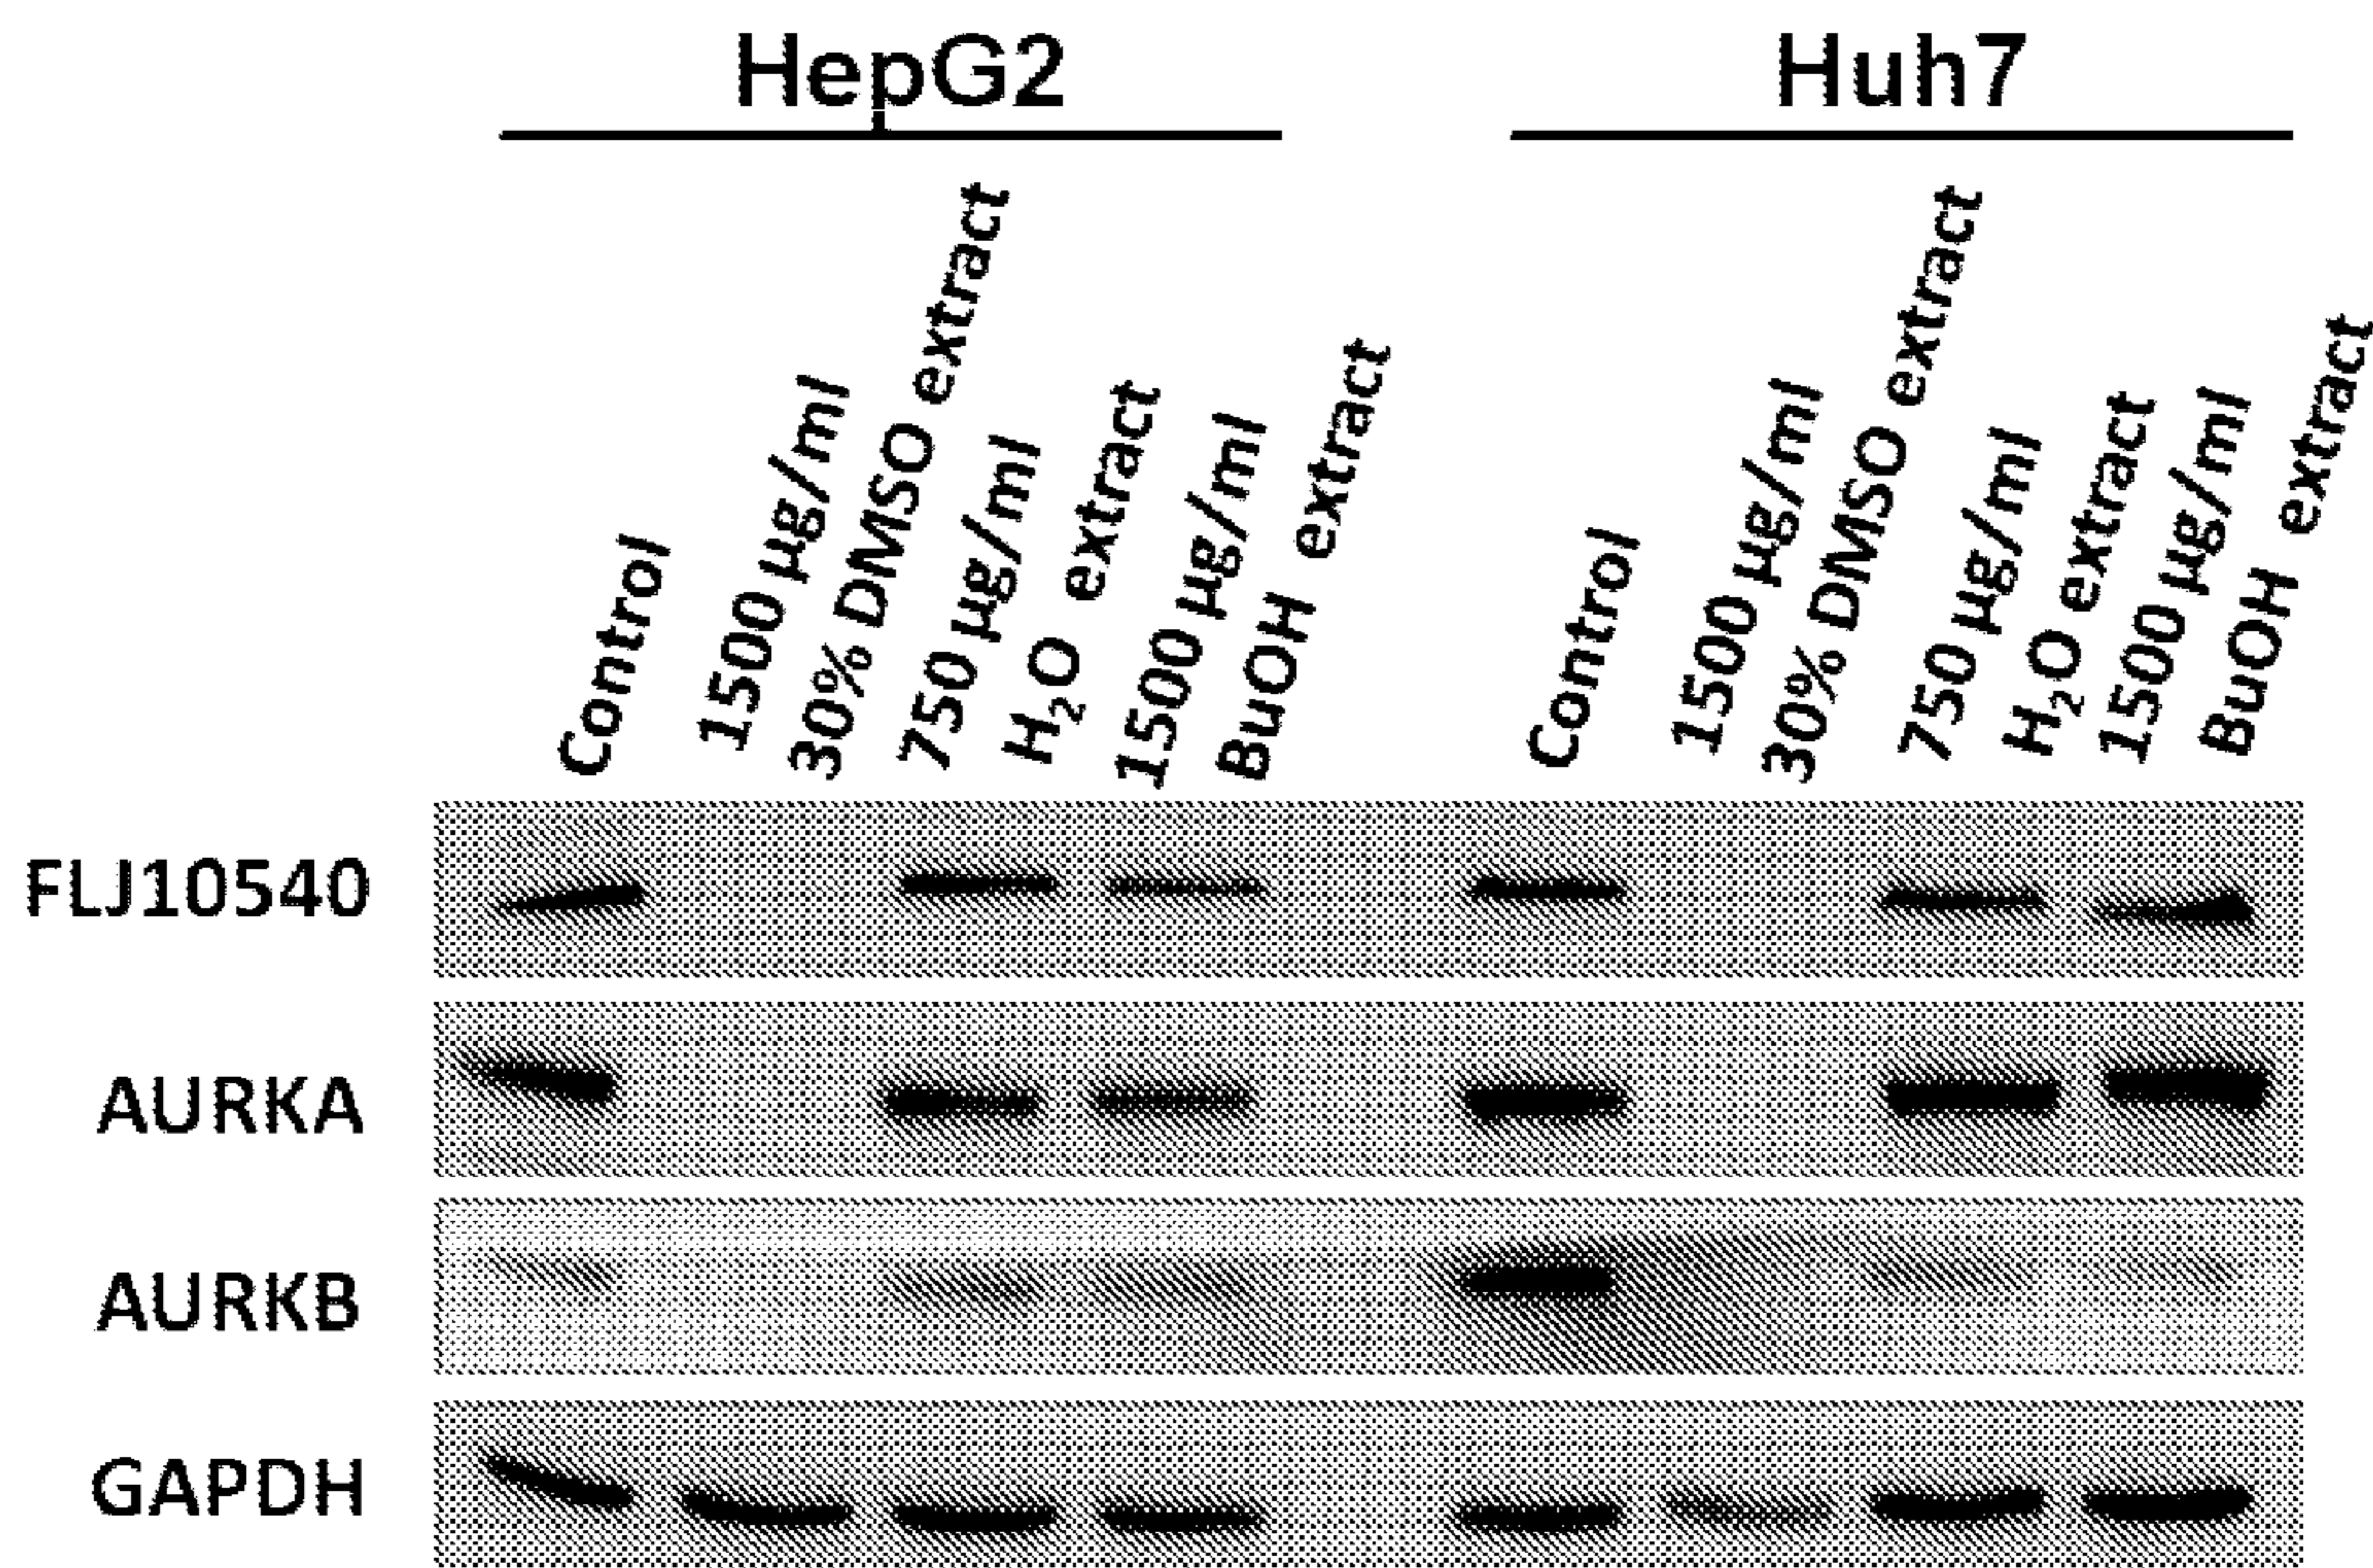 HepG2
Huh7
Control
1500 µg/ml
30% DMSO extract
750 µg/ml
H₂O extract
1500 µg/ml
BuOH extract
Control
1500 µg/ml
30% DMSO extract
750 µg/ml
H₂O extract
1500 µg/ml
BuOH extract
FLJ10540
AURKA
AURKB
GAPDH